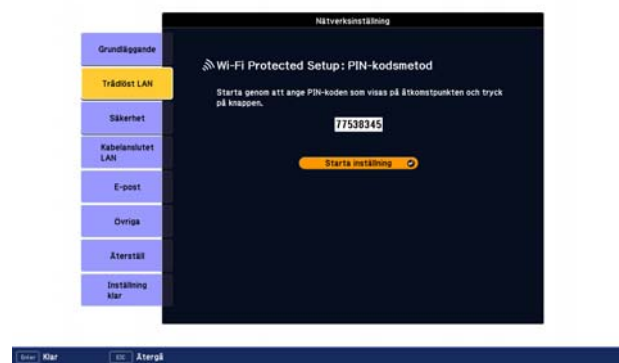 Nätverksinställning
Grundläggande
Trådlöst LAN
Säkerhet
Kabelanslutet
LAN
E-post
Övriga
Återställ
Inställning
klar
Wi-Fi Protected Setup: PIN-kodsmetod
Starta genom att ange PIN-koden som visas på åtkomstpunkten och tryck
på knappen.
77538345
Starta inställning
Enter Klar
ESC Återgå